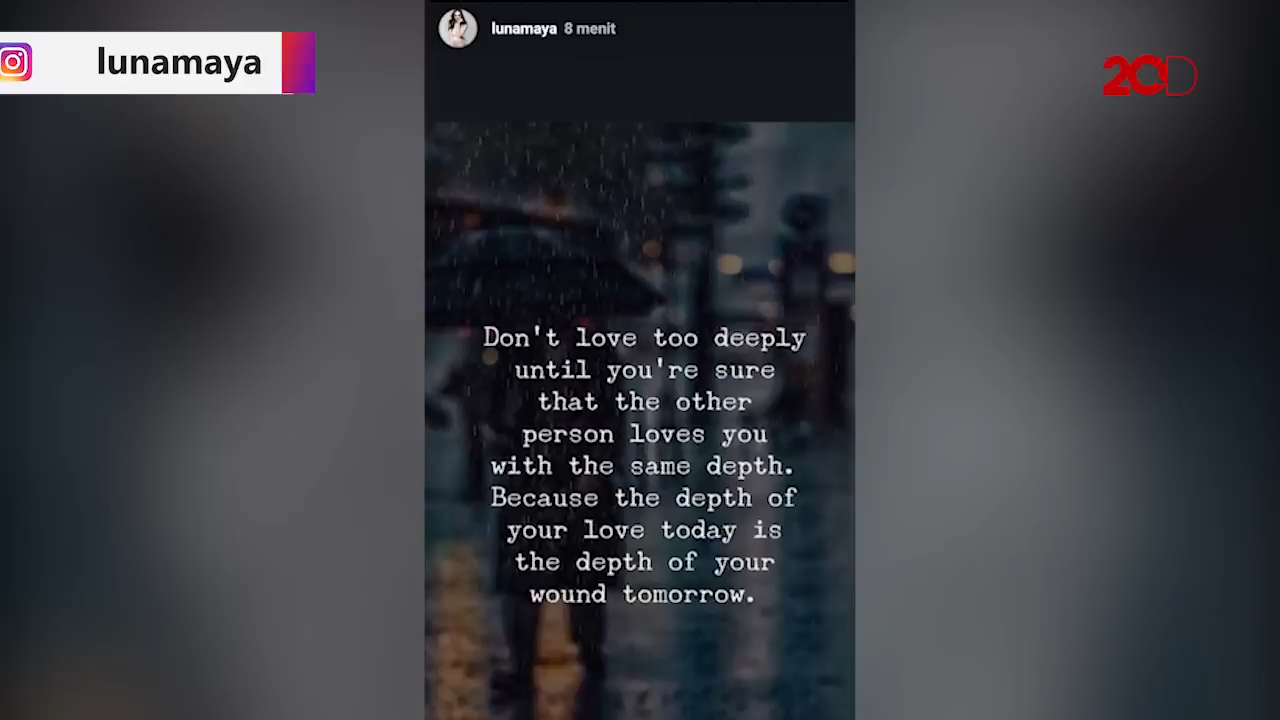 lunamaya 8 menit
lunamaya
20D
Don't love too deeply
until you're sure
that the other
person loves you
with the same depth.
Because the depth of
your love today is
the depth of your
wound tomorrow.